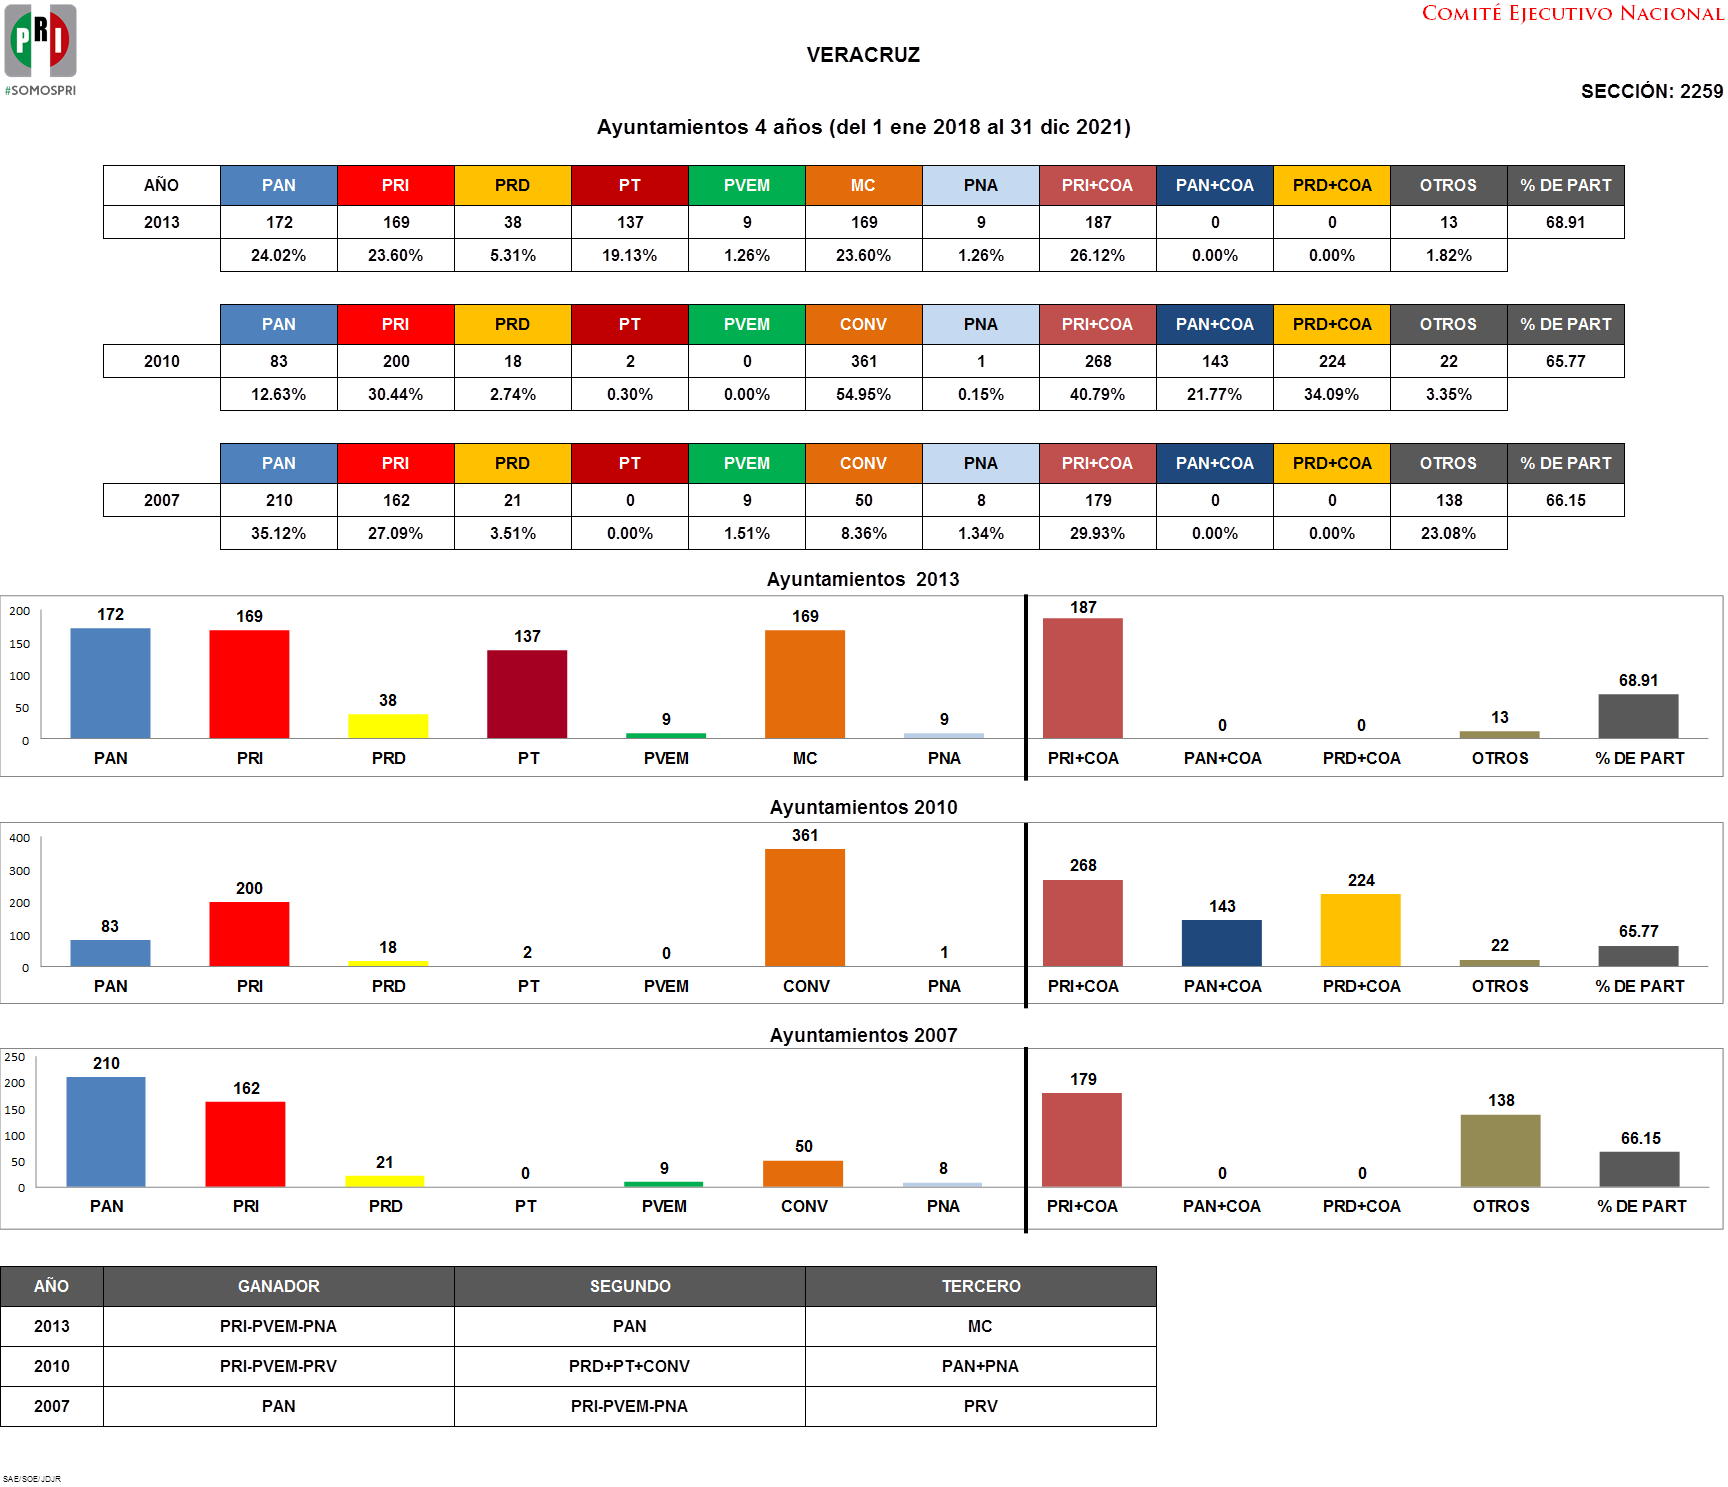 PRI
#SOMOSPRI
COMITÉ EJECUTIVO NACIONAL
VERACRUZ
SECCIÓN: 2259
Ayuntamientos 4 años (del 1 ene 2018 al 31 dic 2021)
AÑO PAN PRI PRD PT PVEM MC PNA PRI+COA PAN+COA PRD+COA OTROS % DE PART
2013 172 169 38 137 9 169 9 187 0 0 13 68.91
24.02% 23.60% 5.31% 19.13% 1.26% 23.60% 1.26% 26.12% 0.00% 0.00% 1.82%
PAN PRI PRD PT PVEM CONV PNA PRI+COA PAN+COA PRD+COA OTROS % DE PART
2010 83 200 18 2 0 361 1 268 143 224 22 65.77
12.63% 30.44% 2.74% 0.30% 0.00% 54.95% 0.15% 40.79% 21.77% 34.09% 3.35%
PAN PRI PRD PT PVEM CONV PNA PRI+COA PAN+COA PRD+COA OTROS % DE PART
2007 210 162 21 0 9 50 8 179 0 0 138 66.15
35.12% 27.09% 3.51% 0.00% 1.51% 8.36% 1.34% 29.93% 0.00% 0.00% 23.08%
Ayuntamientos 2013
200
150
100
50
0
172 169 38 137 9 169 9 187 0 0 13 68.91
PAN PRI PRD PT PVEM MC PNA PRI+COA PAN+COA PRD+COA OTROS % DE PART
Ayuntamientos 2010
400
300
200
100
0
83 200 18 2 0 361 1 268 143 224 22 65.77
PAN PRI PRD PT PVEM CONV PNA PRI+COA PAN+COA PRD+COA OTROS % DE PART
Ayuntamientos 2007
250
200
150
100
50
0
210 162 21 0 9 50 8 179 0 0 138 66.15
PAN PRI PRD PT PVEM CONV PNA PRI+COA PAN+COA PRD+COA OTROS % DE PART
AÑO GANADOR SEGUNDO TERCERO
2013 PRI-PVEM-PNA PAN MC
2010 PRI-PVEM-PRV PRD+PT+CONV PAN+PNA
2007 PAN PRI-PVEM-PNA PRV
SAE/SOE/JDJR